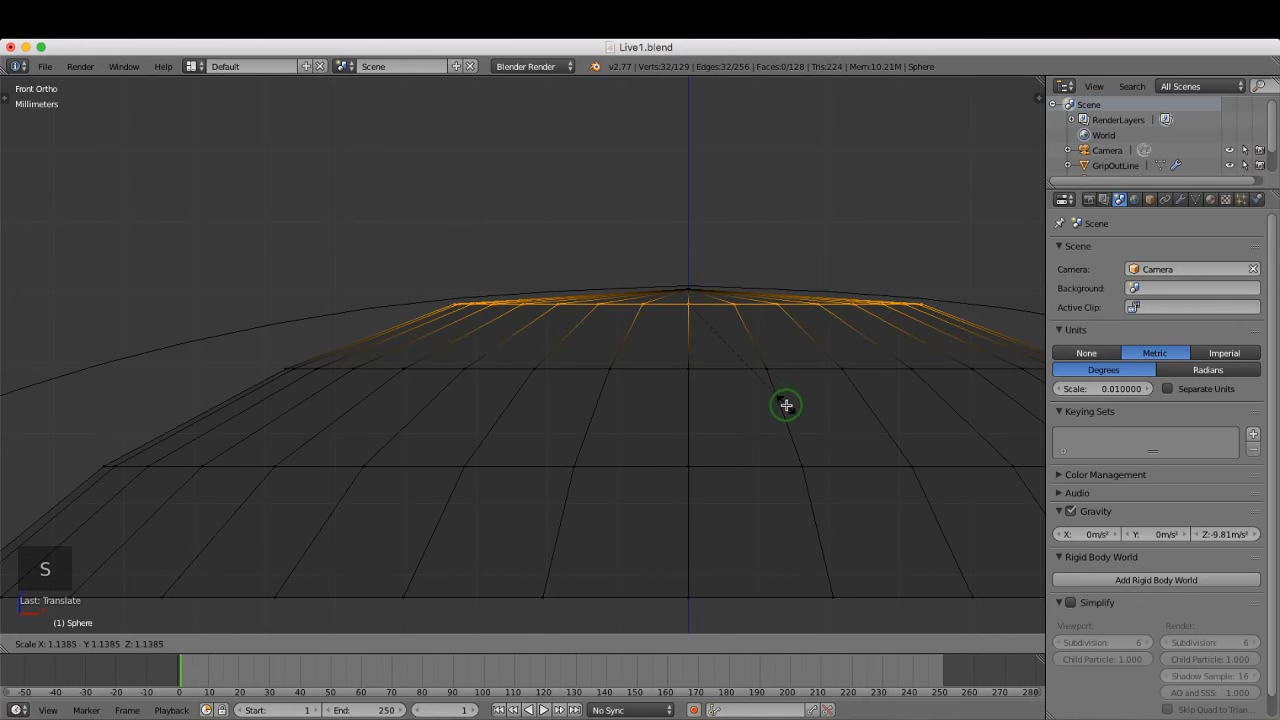 Live1.blend
File Render Window Help Default Scene Blender Render v2.77 | Verts:32/129 | Edges:32/256 | Faces:0/128 | Tris:224 | Mem:10.21M | Sphere
Front Ortho
Millimeters
View Search All Scenes
Scene
RenderLayers
World
Camera
GripOutLine
Scene
Scene
Camera: Camera
Background:
Active Clip:
Units
None Metric Imperial
Degrees Radians
Scale: 0.010000 Separate Units
Keying Sets
Color Management
Audio
Gravity
X: 0m/s² Y: 0m/s² Z:-9.81m/s²
Rigid Body World
Add Rigid Body World
Simplify
Viewport: Render:
Subdivision: 6 Subdivision: 6
Child Particle: 1.000 Child Particle: 1.000
Shadow Sample: 16
AO and SSS: 1.000
Skip Quad to Trian...
S
Last: Translate
(1) Sphere
Scale X: 1.1385 Y: 1.1385 Z: 1.1385
-50 -40 -30 -20 -10 0 10 20 30 40 50 60 70 80 90 100 110 120 130 140 150 160 170 180 190 200 210 220 230 240 250 260 270 280
View Marker Frame Playback Start: 1 End: 250 1 No Sync